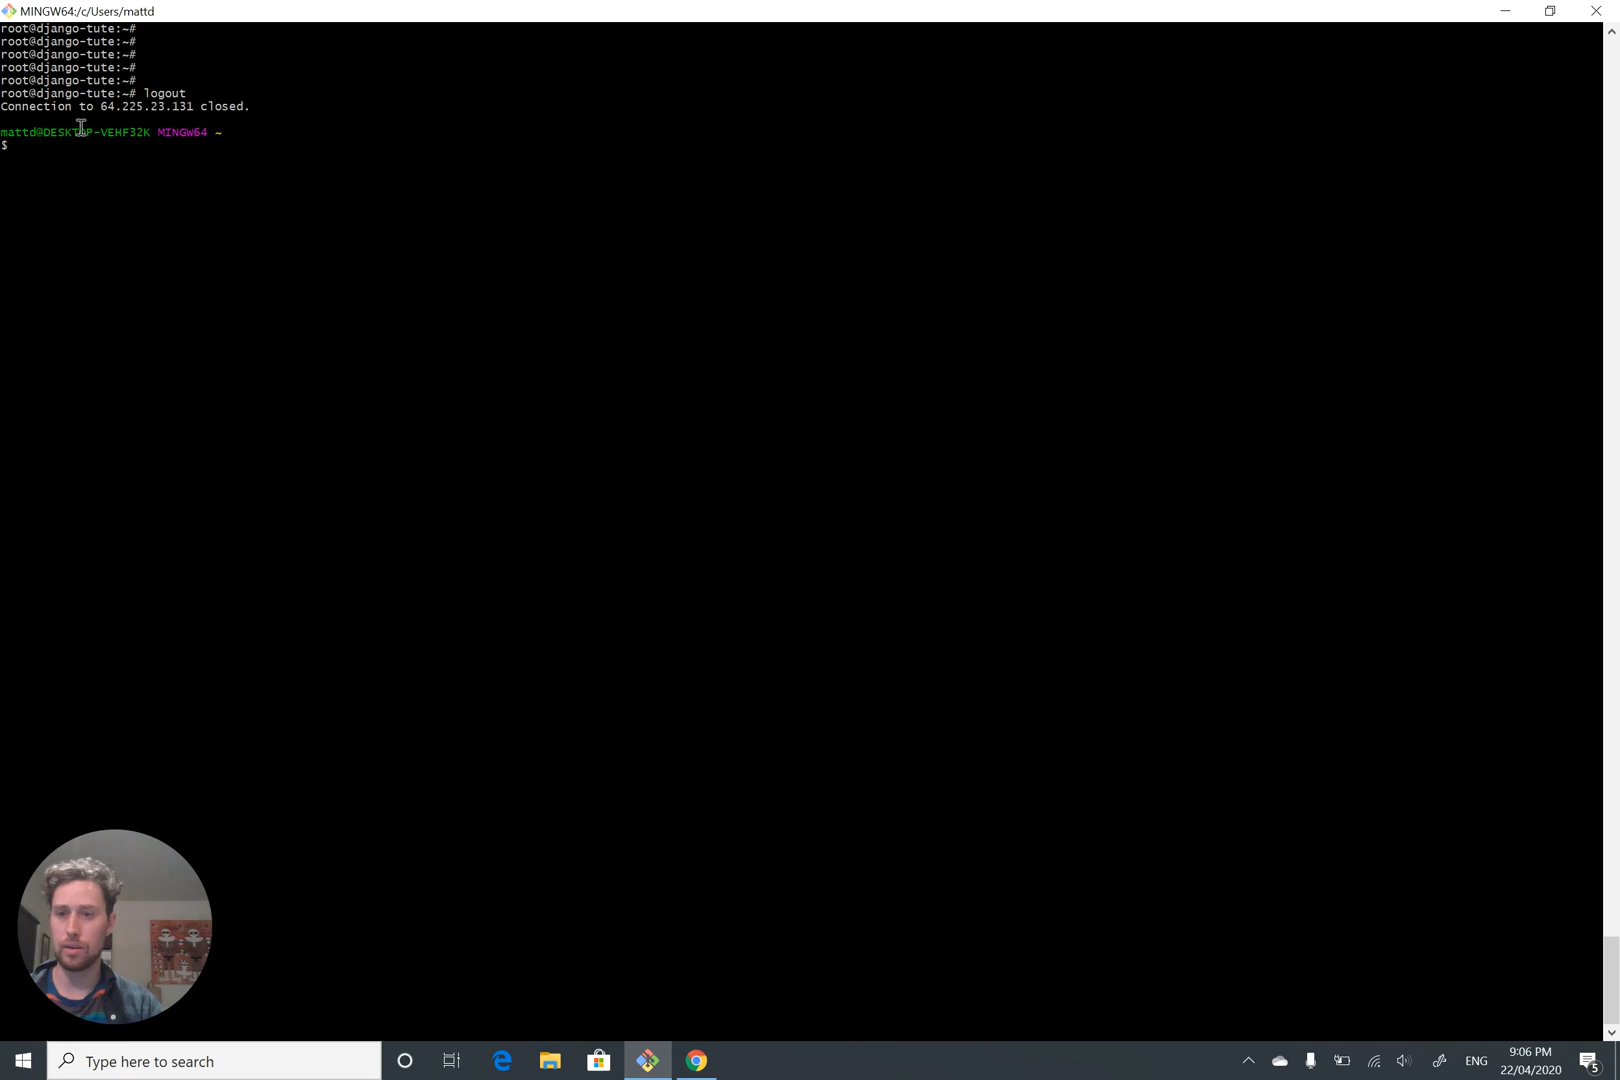 MINGW64:/c/Users/mattd
root@django-tute:~#
root@django-tute:~#
root@django-tute:~#
root@django-tute:~#
root@django-tute:~#
root@django-tute:~# logout
Connection to 64.225.23.131 closed.
mattd@DESKTOP-VEHF32K MINGW64 ~
$
Type here to search
ENG
9:06 PM
22/04/2020
5